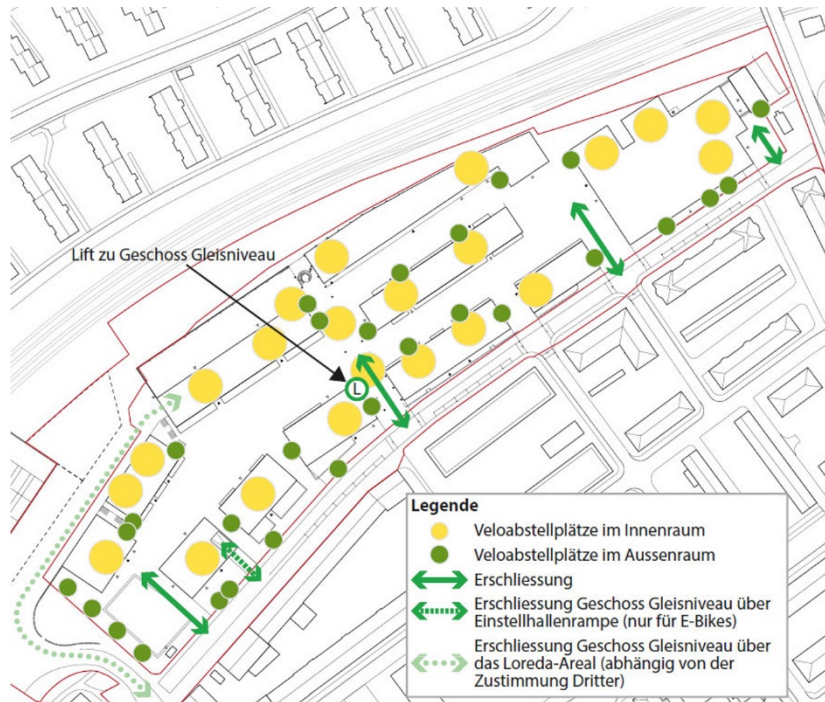 Lift zu Geschoss Gleisniveau
L
Legende
Veloabstellplätze im Innenraum
Veloabstellplätze im Aussenraum
Erschliessung
Erschliessung Geschoss Gleisniveau über
Einstellhallenrampe (nur für E-Bikes)
Erschliessung Geschoss Gleisniveau über
das Loreda-Areal (abhängig von der
Zustimmung Dritter)